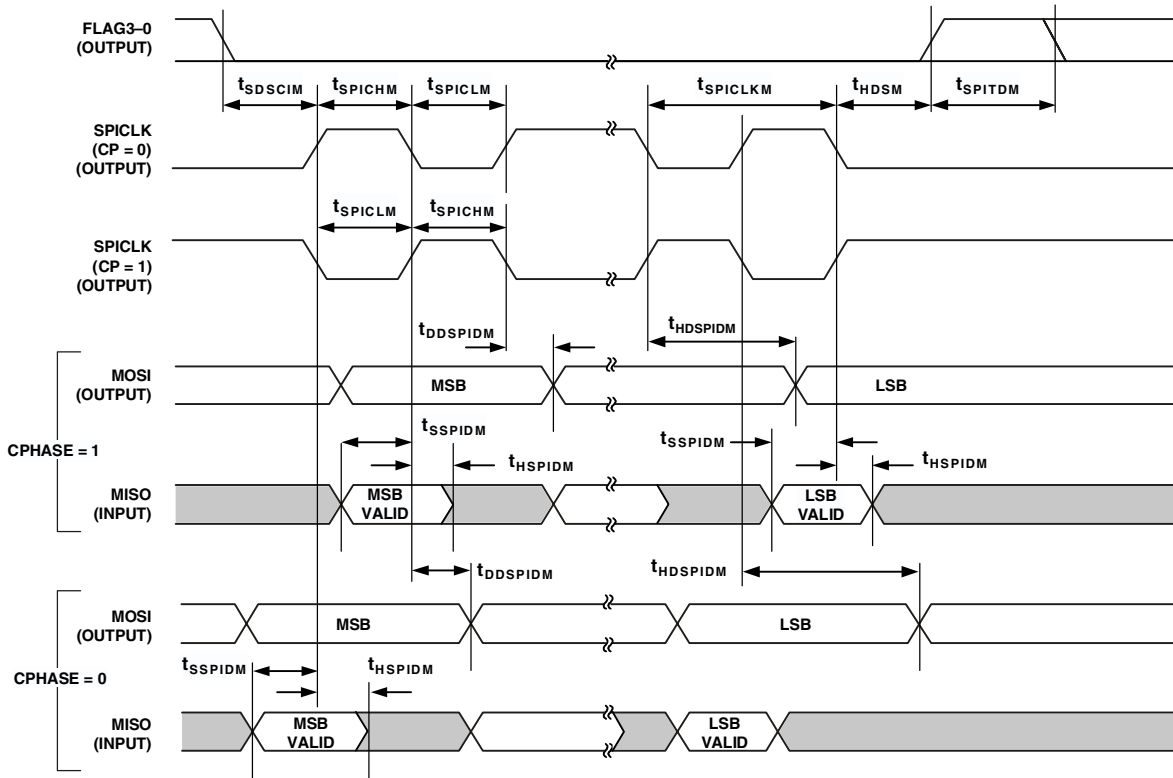 FLAG3–0
(OUTPUT)
tSDSCIM tSPICHM tSPICLM tSPICLKM tHDSM tSPITDM
SPICLK
(CP = 0)
(OUTPUT)
tSPICLM tSPICHM
SPICLK
(CP = 1)
(OUTPUT)
tDDSPIDM tHDSPIDM
CPHASE = 1
MOSI
(OUTPUT)
MSB LSB
tSSPIDM tHSPIDM tSSPIDM tHSPIDM
MISO
(INPUT)
MSB
VALID
LSB
VALID
tDDSPIDM tHDSPIDM
CPHASE = 0
MOSI
(OUTPUT)
MSB LSB
tSSPIDM tHSPIDM
MISO
(INPUT)
MSB
VALID
LSB
VALID